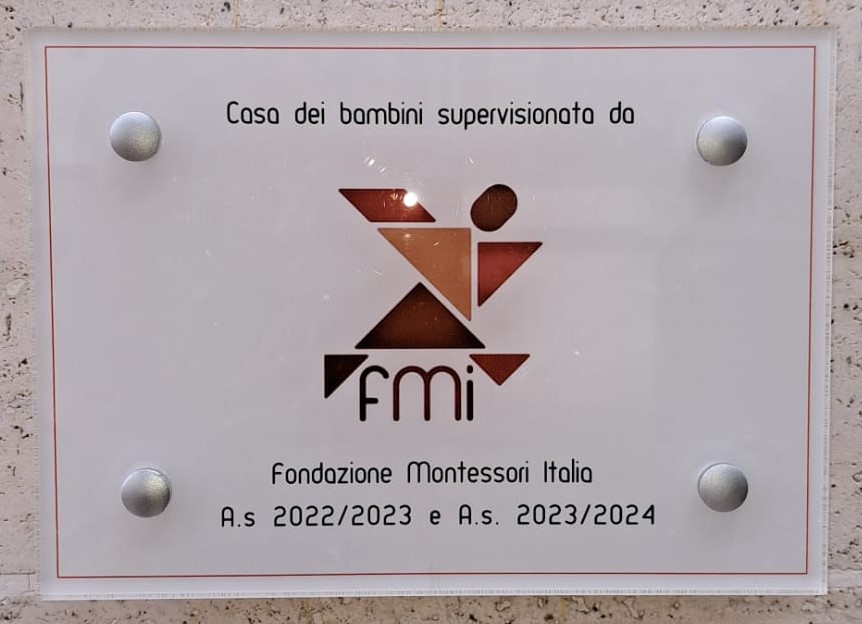 Casa dei bambini supervisionata da
fmi
Fondazione Montessori Italia
A.s 2022/2023 e A.s. 2023/2024